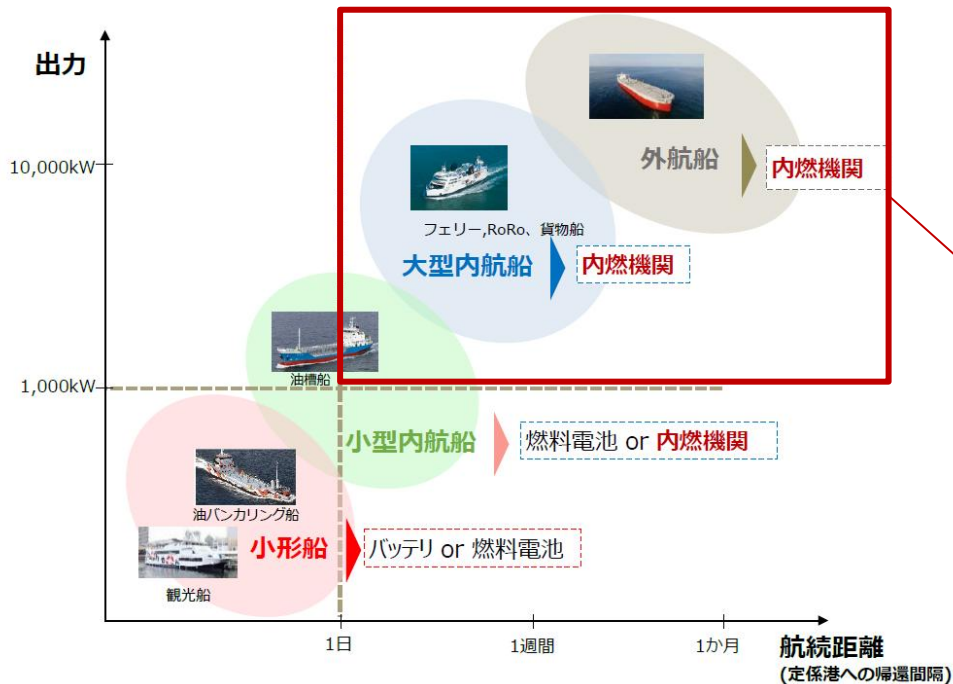 出力
10,000kW
外航船
内燃機関
フェリー,RoRo、貨物船
大型内航船
内燃機関
油槽船
1,000kW
小型内航船
燃料電池 or 内燃機関
油バンカリング船
小形船
バッテリ or 燃料電池
観光船
1日
1週間
1か月
航続距離
(定係港への帰還間隔)